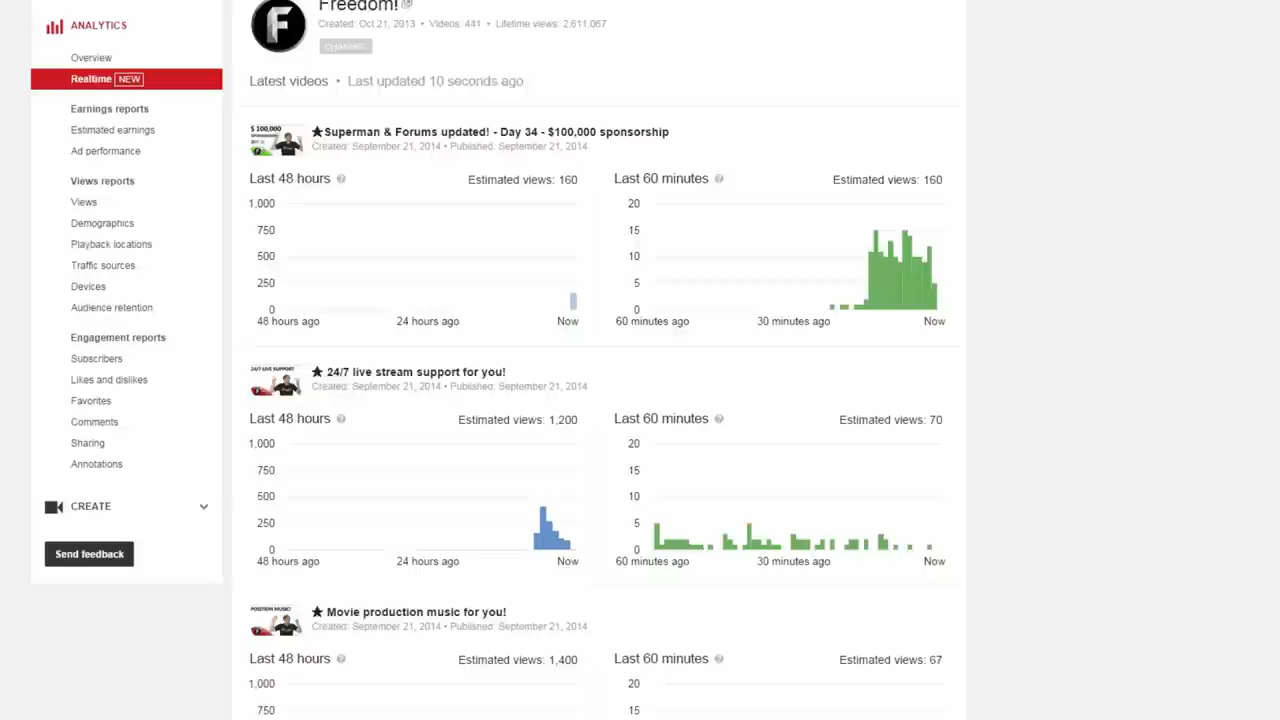 ANALYTICS
Overview
Realtime NEW
Earnings reports
Estimated earnings
Ad performance
Views reports
Views
Demographics
Playback locations
Traffic sources
Devices
Audience retention
Engagement reports
Subscribers
Likes and dislikes
Favorites
Comments
Sharing
Annotations
CREATE
Send feedback
Freedom!
Created: Oct 21, 2013 • Videos: 441 • Lifetime views: 2,611,067
CHANNEL
Latest videos • Last updated 10 seconds ago
$ 100,000
★Superman & Forums updated! - Day 34 - $100,000 sponsorship
Created: September 21, 2014 • Published: September 21, 2014
Last 48 hours ? Estimated views: 160
1,000
750
500
250
0
48 hours ago 24 hours ago Now
Last 60 minutes ? Estimated views: 160
20
15
10
5
0
60 minutes ago 30 minutes ago Now
24/7 LIVE SUPPORT
★ 24/7 live stream support for you!
Created: September 21, 2014 • Published: September 21, 2014
Last 48 hours ? Estimated views: 1,200
1,000
750
500
250
0
48 hours ago 24 hours ago Now
Last 60 minutes ? Estimated views: 70
20
15
10
5
0
60 minutes ago 30 minutes ago Now
POSITION MUSIC!
★ Movie production music for you!
Created: September 21, 2014 • Published: September 21, 2014
Last 48 hours ? Estimated views: 1,400
1,000
750
Last 60 minutes ? Estimated views: 67
20
15